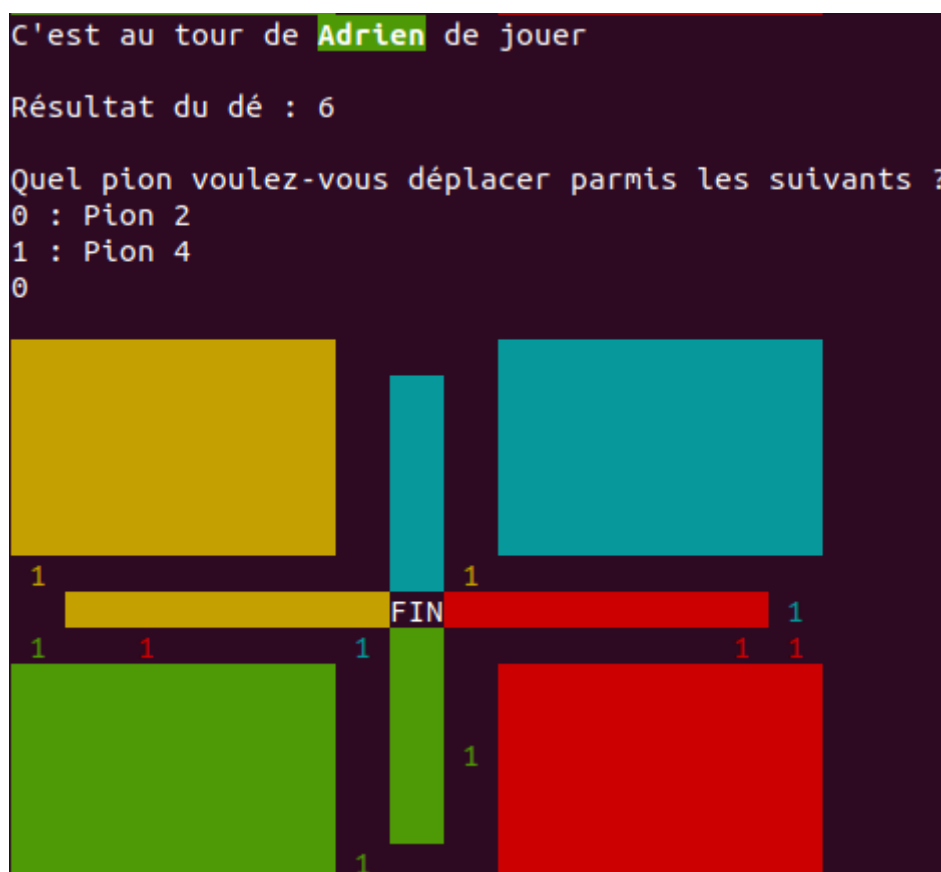 C'est au tour de Adrien de jouer
Résultat du dé : 6
Quel pion voulez-vous déplacer parmis les suivants ?
0 : Pion 2
1 : Pion 4
0
1 1
FIN 1
1 1 1 1 1
1
1